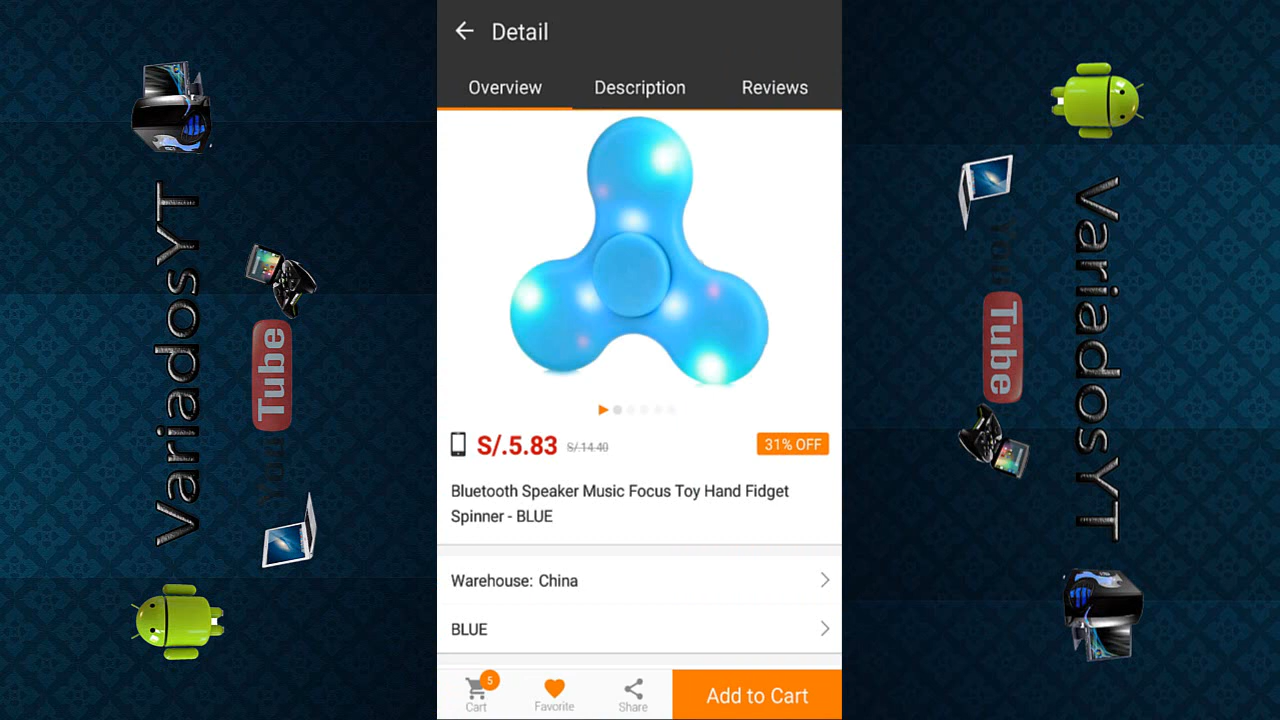 Detail
Overview
Description
Reviews
S/.5.83
S/.14.40
31% OFF
Bluetooth Speaker Music Focus Toy Hand Fidget
Spinner - BLUE
Warehouse: China
BLUE
5
Cart
Favorite
Share
Add to Cart
VariadosYT
YouTube
VariadosYT
YouTube